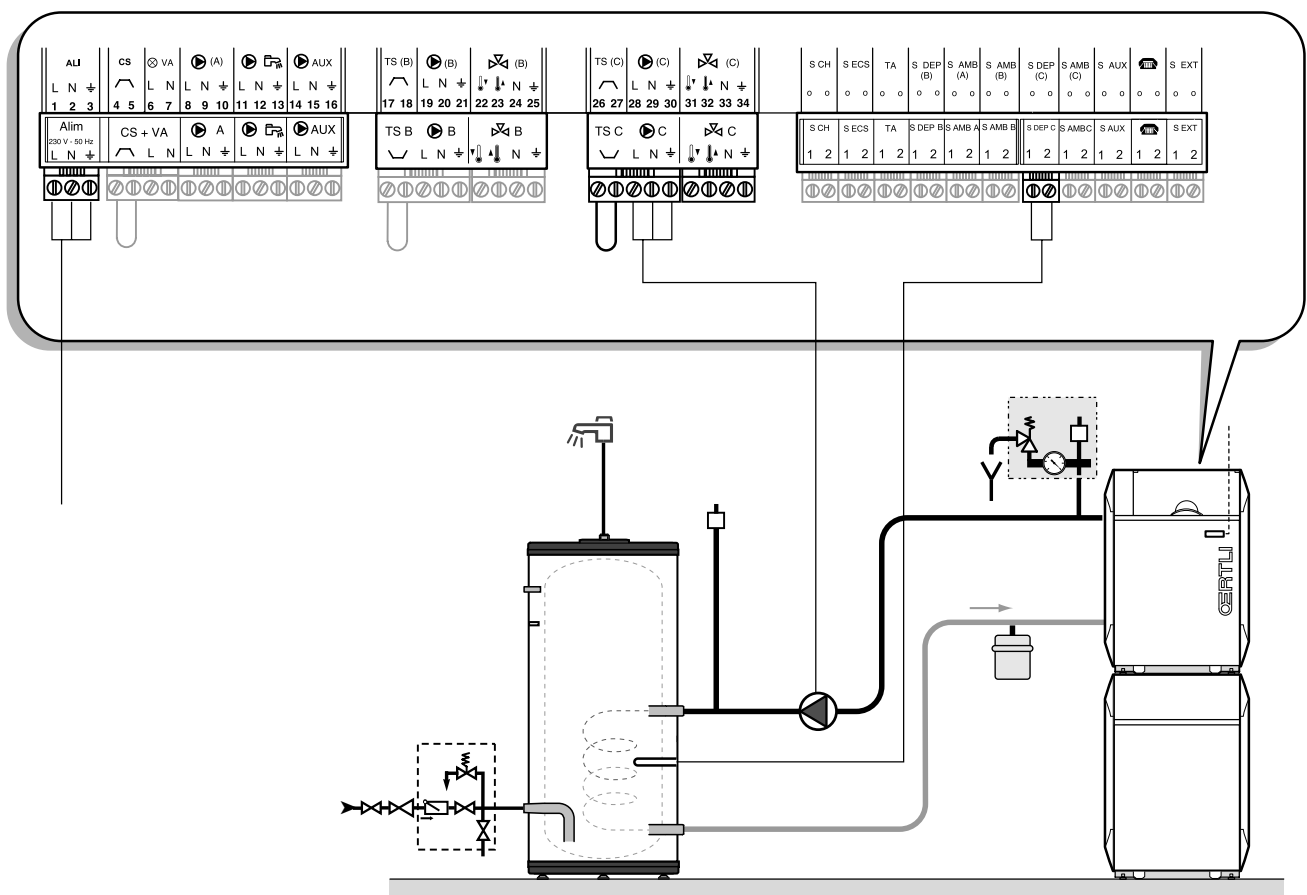 ALI CS VA (A) AUX TS (B) (B) (B) TS (C) (C) (C) S CH S ECS TA S DEP (B) S AMB (A) S AMB (B) S DEP (C) S AMB (C) S AUX S EXT
L N L N L N L N L N L N N L N N
1 2 3 4 5 6 7 8 9 10 11 12 13 14 15 16 17 18 19 20 21 22 23 24 25 26 27 28 29 30 31 32 33 34
Alim CS + VA A AUX TS B B B TS C C C S CH S ECS TA S DEP B S AMB A S AMB B S DEP C S AMBC S AUX S EXT
230 V - 50 Hz
L N L N L N L N L N L N N L N N 1 2 1 2 1 2 1 2 1 2 1 2 1 2 1 2 1 2 1 2 1 2
ŒRTLI